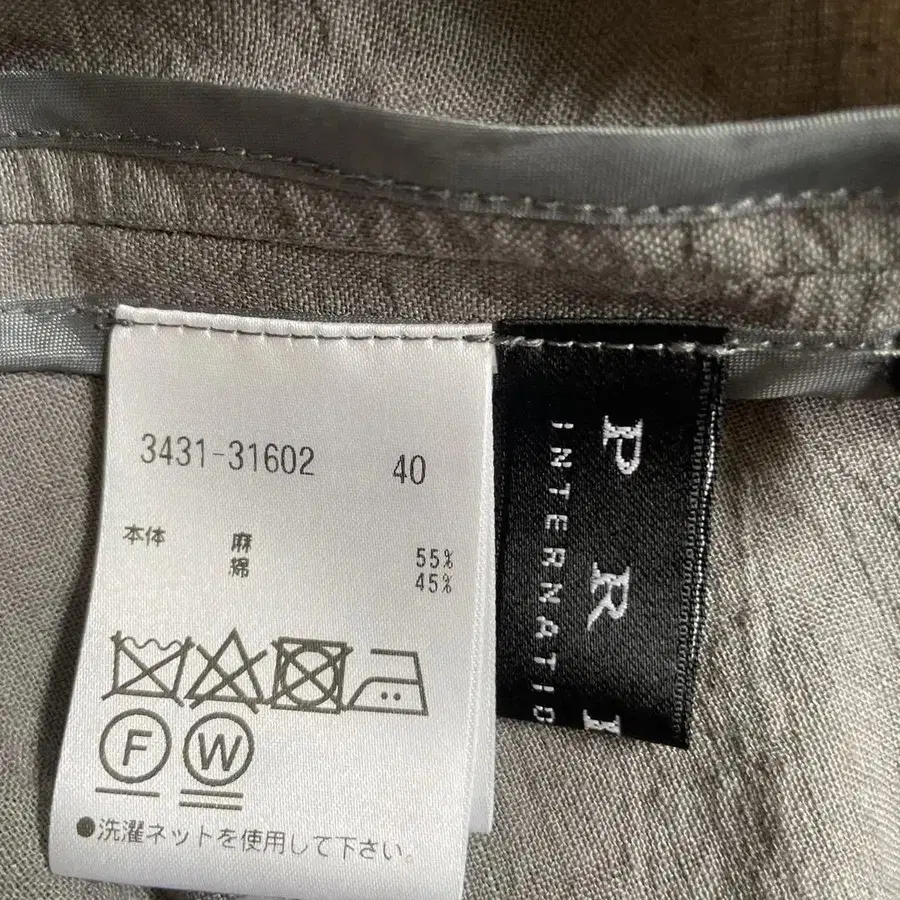 3431-31602 40
本体 麻 55%
綿 45%
F W
●洗濯ネットを使用して下さい。
P R
INTERNATIO